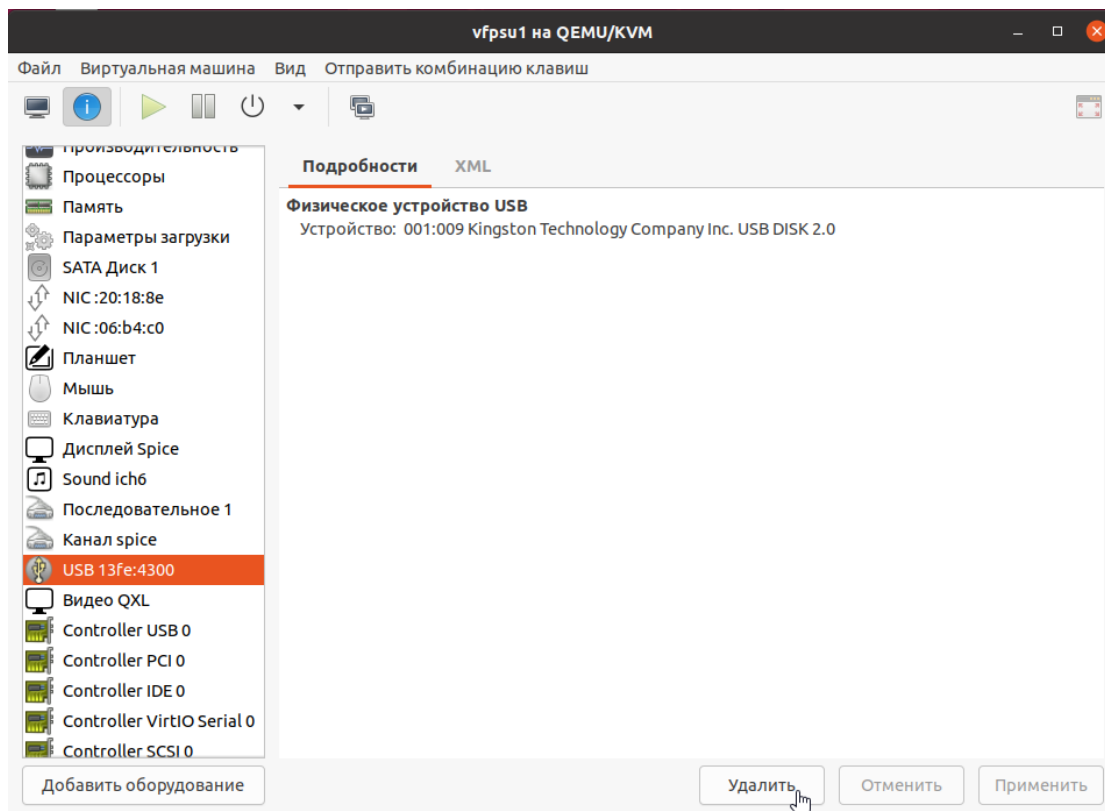 vfpsu1 на QEMU/KVM
Файл Виртуальная машина Вид Отправить комбинацию клавиш
Производительность
Процессоры
Память
Параметры загрузки
SATA Диск 1
NIC :20:18:8e
NIC :06:b4:c0
Планшет
Мышь
Клавиатура
Дисплей Spice
Sound ich6
Последовательное 1
Канал spice
USB 13fe:4300
Видео QXL
Controller USB 0
Controller PCI 0
Controller IDE 0
Controller VirtIO Serial 0
Controller SCSI 0
Добавить оборудование
Подробности XML
Физическое устройство USB
Устройство: 001:009 Kingston Technology Company Inc. USB DISK 2.0
Удалить Отменить Применить